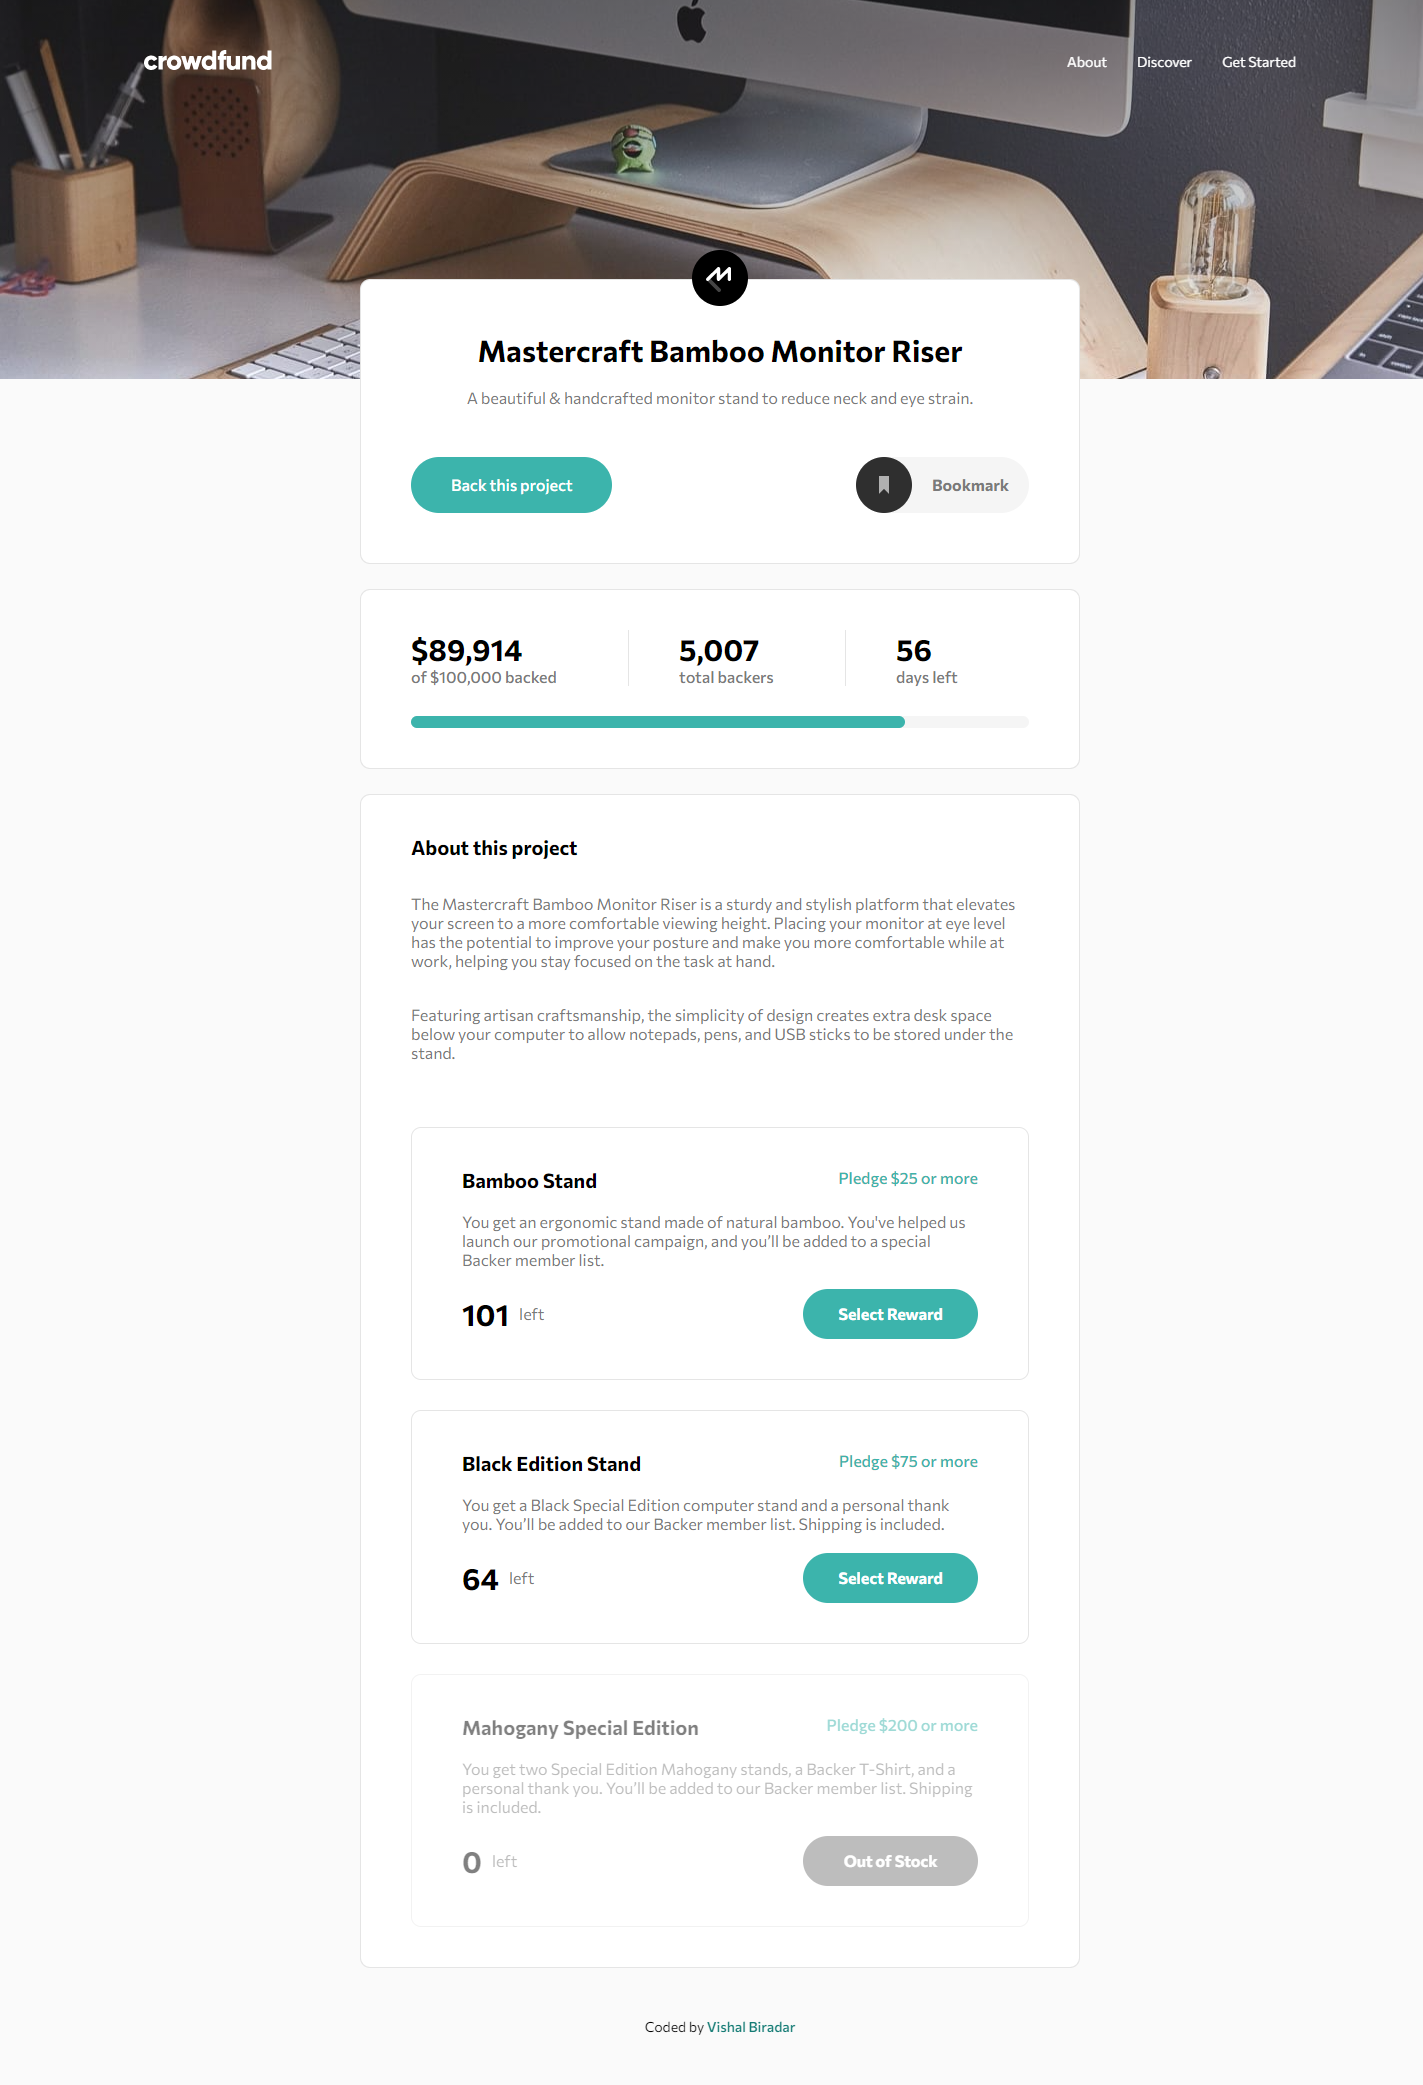 crowdfund
About Discover Get Started
Mastercraft Bamboo Monitor Riser
A beautiful & handcrafted monitor stand to reduce neck and eye strain.
Back this project
Bookmark
$89,914
of $100,000 backed
5,007
total backers
56
days left
About this project
The Mastercraft Bamboo Monitor Riser is a sturdy and stylish platform that elevates
your screen to a more comfortable viewing height. Placing your monitor at eye level
has the potential to improve your posture and make you more comfortable while at
work, helping you stay focused on the task at hand.
Featuring artisan craftsmanship, the simplicity of design creates extra desk space
below your computer to allow notepads, pens, and USB sticks to be stored under the
stand.
Bamboo Stand
Pledge $25 or more
You get an ergonomic stand made of natural bamboo. You've helped us
launch our promotional campaign, and you’ll be added to a special
Backer member list.
101 left
Select Reward
Black Edition Stand
Pledge $75 or more
You get a Black Special Edition computer stand and a personal thank
you. You’ll be added to our Backer member list. Shipping is included.
64 left
Select Reward
Mahogany Special Edition
Pledge $200 or more
You get two Special Edition Mahogany stands, a Backer T-Shirt, and a
personal thank you. You’ll be added to our Backer member list. Shipping
is included.
0 left
Out of Stock
Coded by Vishal Biradar